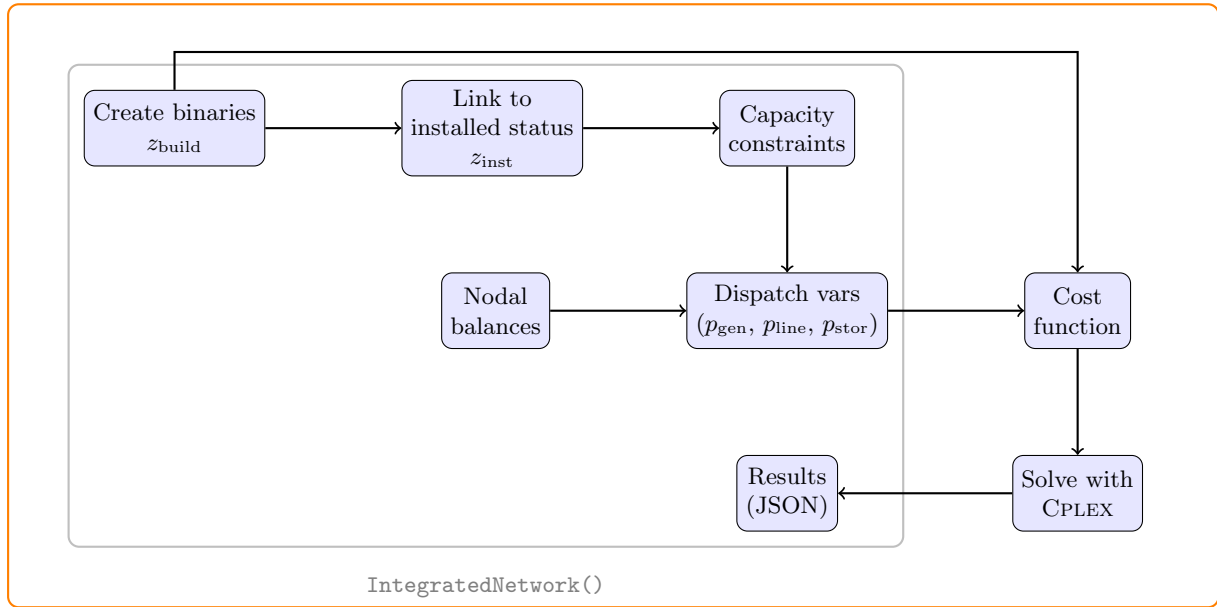 Create binaries
z_build
Link to
installed status
z_inst
Capacity
constraints
Nodal
balances
Dispatch vars
(p_gen, p_line, p_stor)
Cost
function
Results
(JSON)
Solve with
CPLEX
IntegratedNetwork()